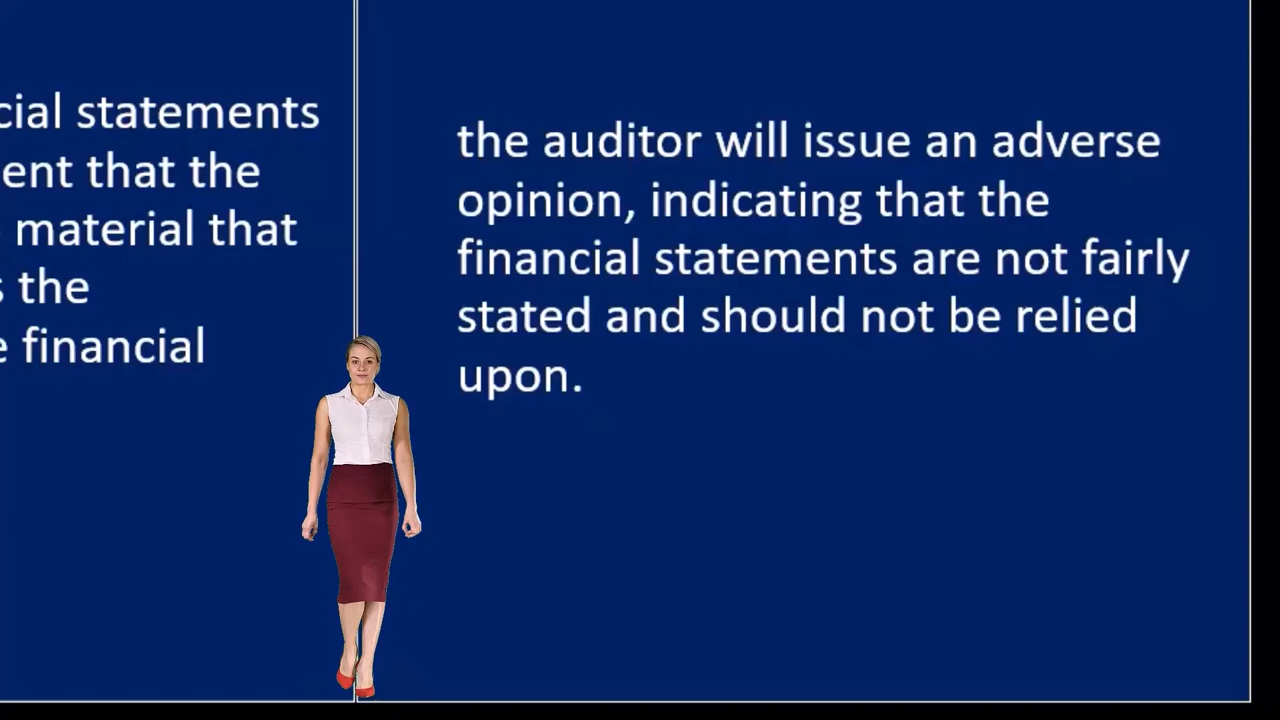 cial statements
ent that the
material that
s the
e financial
the auditor will issue an adverse
opinion, indicating that the
financial statements are not fairly
stated and should not be relied
upon.